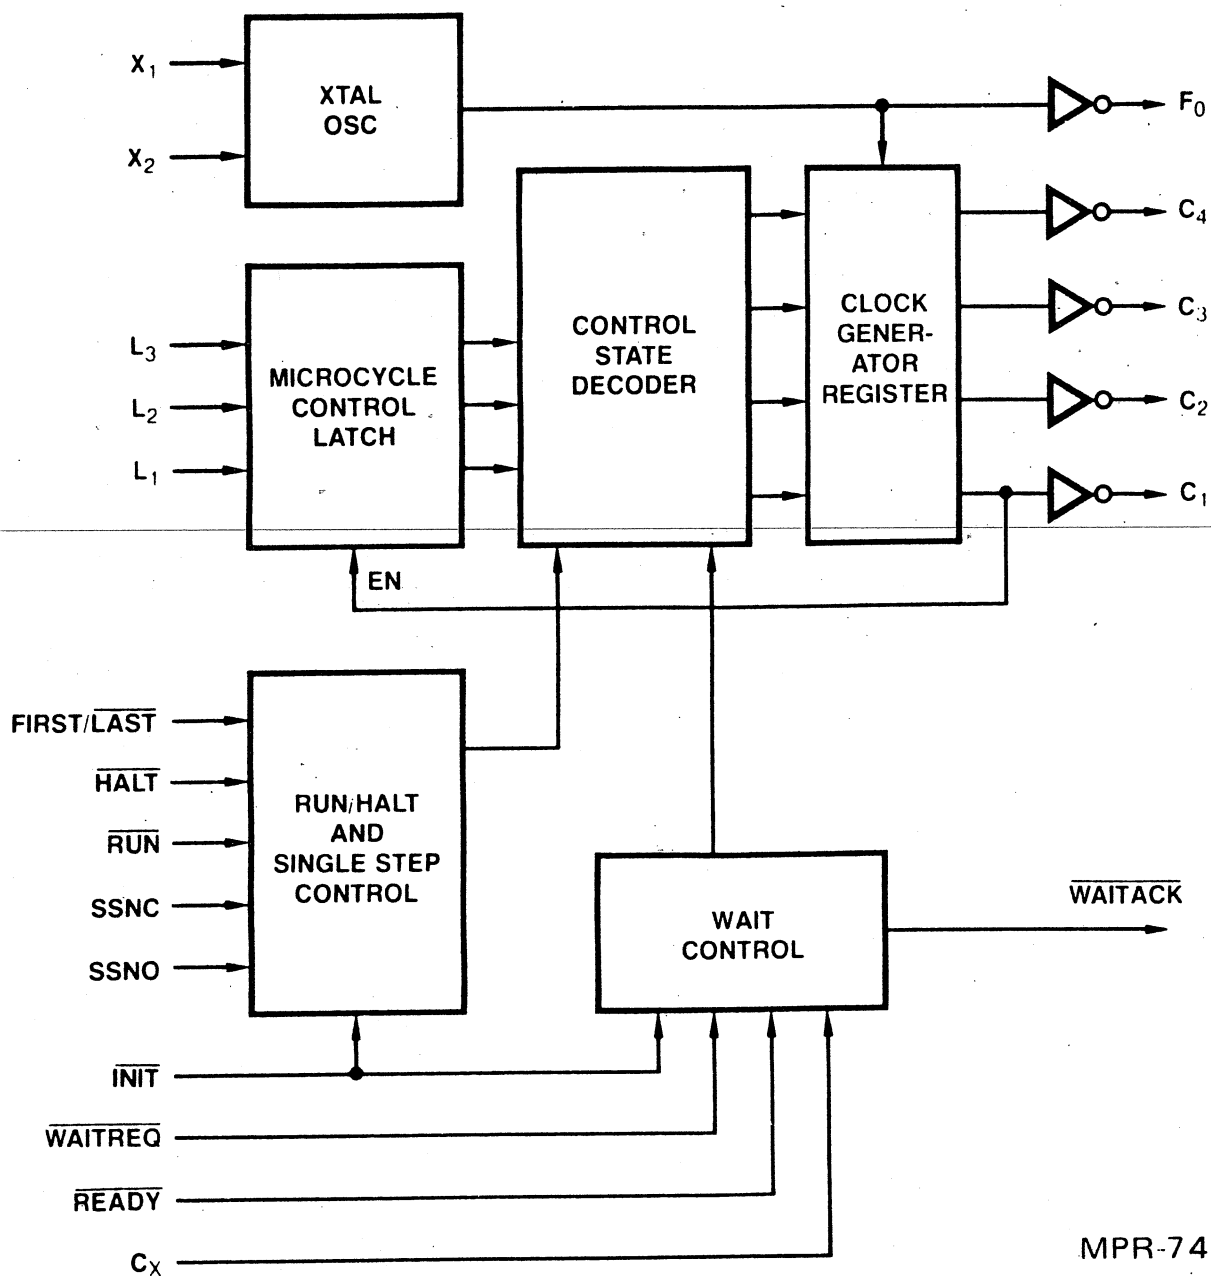 X1
XTAL
OSC
F0
X2
C4
L3
L2
L1
MICROCYCLE
CONTROL
LATCH
CONTROL
STATE
DECODER
CLOCK
GENER-
ATOR
REGISTER
C3
C2
C1
EN
FIRST/LAST
HALT
RUN
SSNC
SSNO
RUN/HALT
AND
SINGLE STEP
CONTROL
WAIT
CONTROL
WAITACK
INIT
WAITREQ
READY
CX
MPR-74